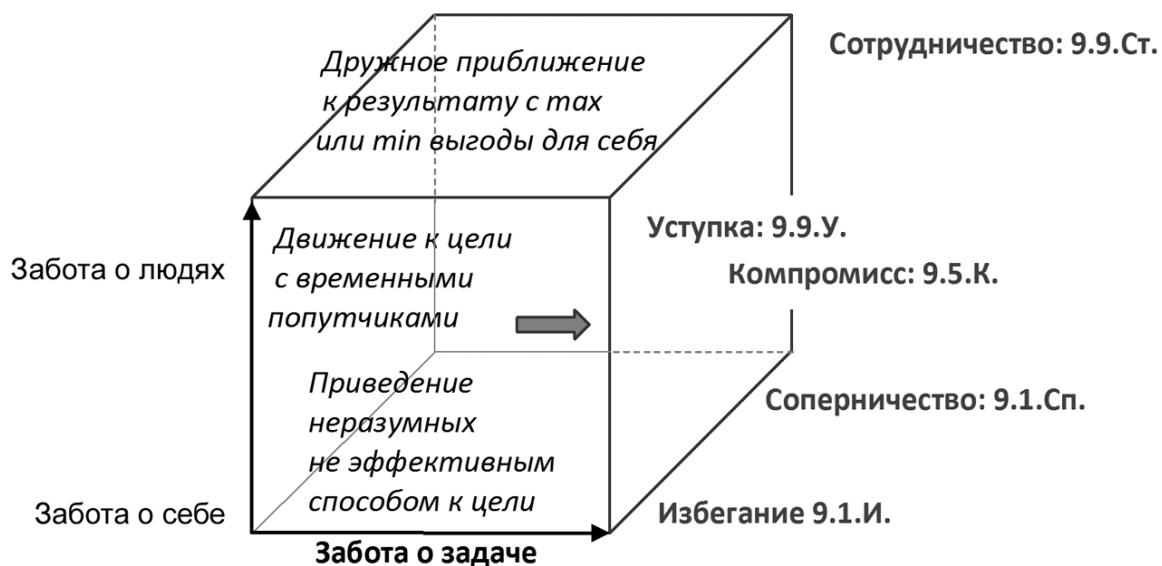 Дружное приближение
к результату с max
или min выгоды для себя
Сотрудничество: 9.9.Ст.
Забота о людях
Движение к цели
с временными
попутчиками
Уступка: 9.9.У.
Компромисс: 9.5.К.
Приведение
неразумных
не эффективным
способом к цели
Соперничество: 9.1.Сп.
Забота о себе
Избегание 9.1.И.
Забота о задаче